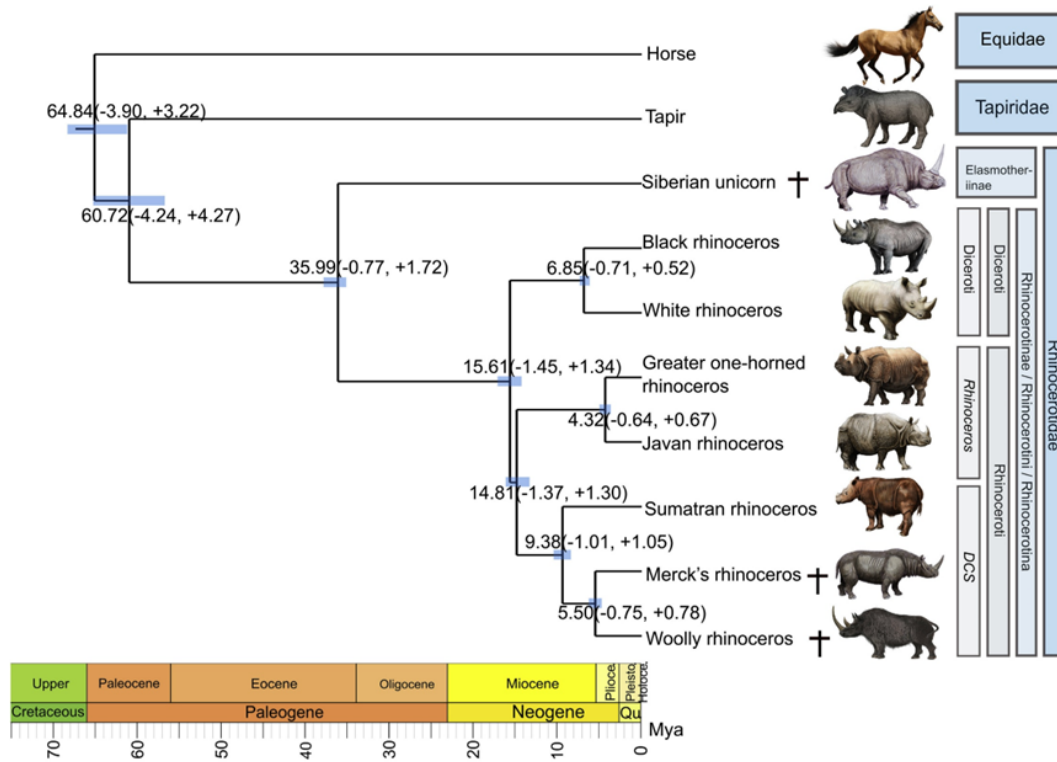 Horse
Equidae
64.84(-3.90, +3.22)
Tapir
Tapiridae
60.72(-4.24, +4.27)
Siberian unicorn †
Elasmother-
iinae
35.99(-0.77, +1.72)
Black rhinoceros
6.85(-0.71, +0.52)
White rhinoceros
Diceroti
Diceroti
15.61(-1.45, +1.34)
Greater one-horned
rhinoceros
4.32(-0.64, +0.67)
Javan rhinoceros
Rhinoceros
14.81(-1.37, +1.30)
Sumatran rhinoceros
9.38(-1.01, +1.05)
Merck's rhinoceros †
5.50(-0.75, +0.78)
Woolly rhinoceros †
DCS
Rhinoceroti
Rhinocerotinae / Rhinocerotini / Rhinocerotina
Rhinocerotidae
Upper
Paleocene
Eocene
Oligocene
Miocene
Plioce.
Pleisto.
Holoce.
Cretaceous
Paleogene
Neogene
Qu
Mya
70 60 50 40 30 20 10 0